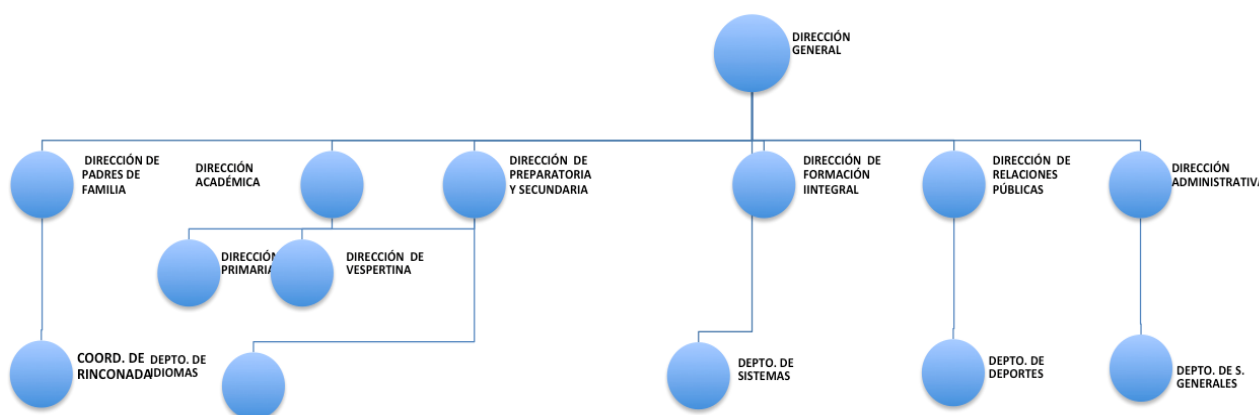 DIRECCIÓN
GENERAL
DIRECCIÓN DE
PADRES DE
FAMILIA
DIRECCIÓN
ACADÉMICA
DIRECCIÓN DE
PREPARATORIA
Y SECUNDARIA
DIRECCIÓN DE
FORMACIÓN
IINTEGRAL
DIRECCIÓN DE
RELACIONES
PÚBLICAS
DIRECCIÓN
ADMINISTRATIVA
DIRECCIÓN
PRIMARIA
DIRECCIÓN DE
VESPERTINA
COORD. DE
RINCONADA
DEPTO. DE
IDIOMAS
DEPTO. DE
SISTEMAS
DEPTO. DE
DEPORTES
DEPTO. DE S.
GENERALES